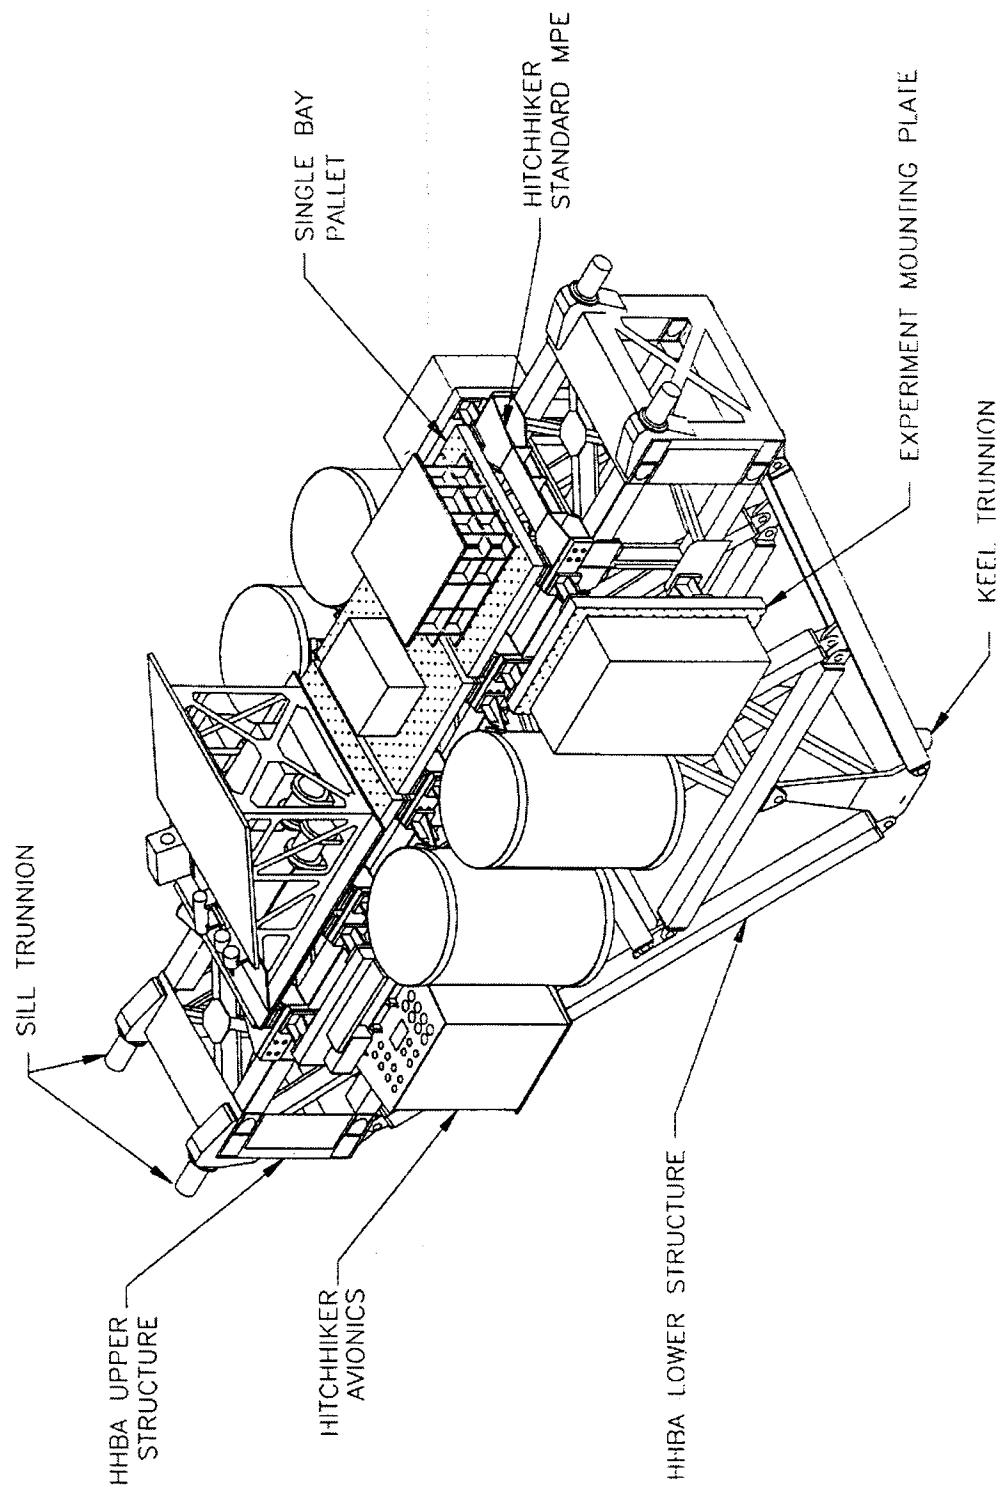 SILL TRUNNION
HHBA UPPER
STRUCTURE
HITCHHIKER
AVIONICS
HHBA LOWER STRUCTURE
SINGLE BAY
PALLET
HITCHHIKER
STANDARD MPE
EXPERIMENT MOUNTING PLATE
KEEL TRUNNION